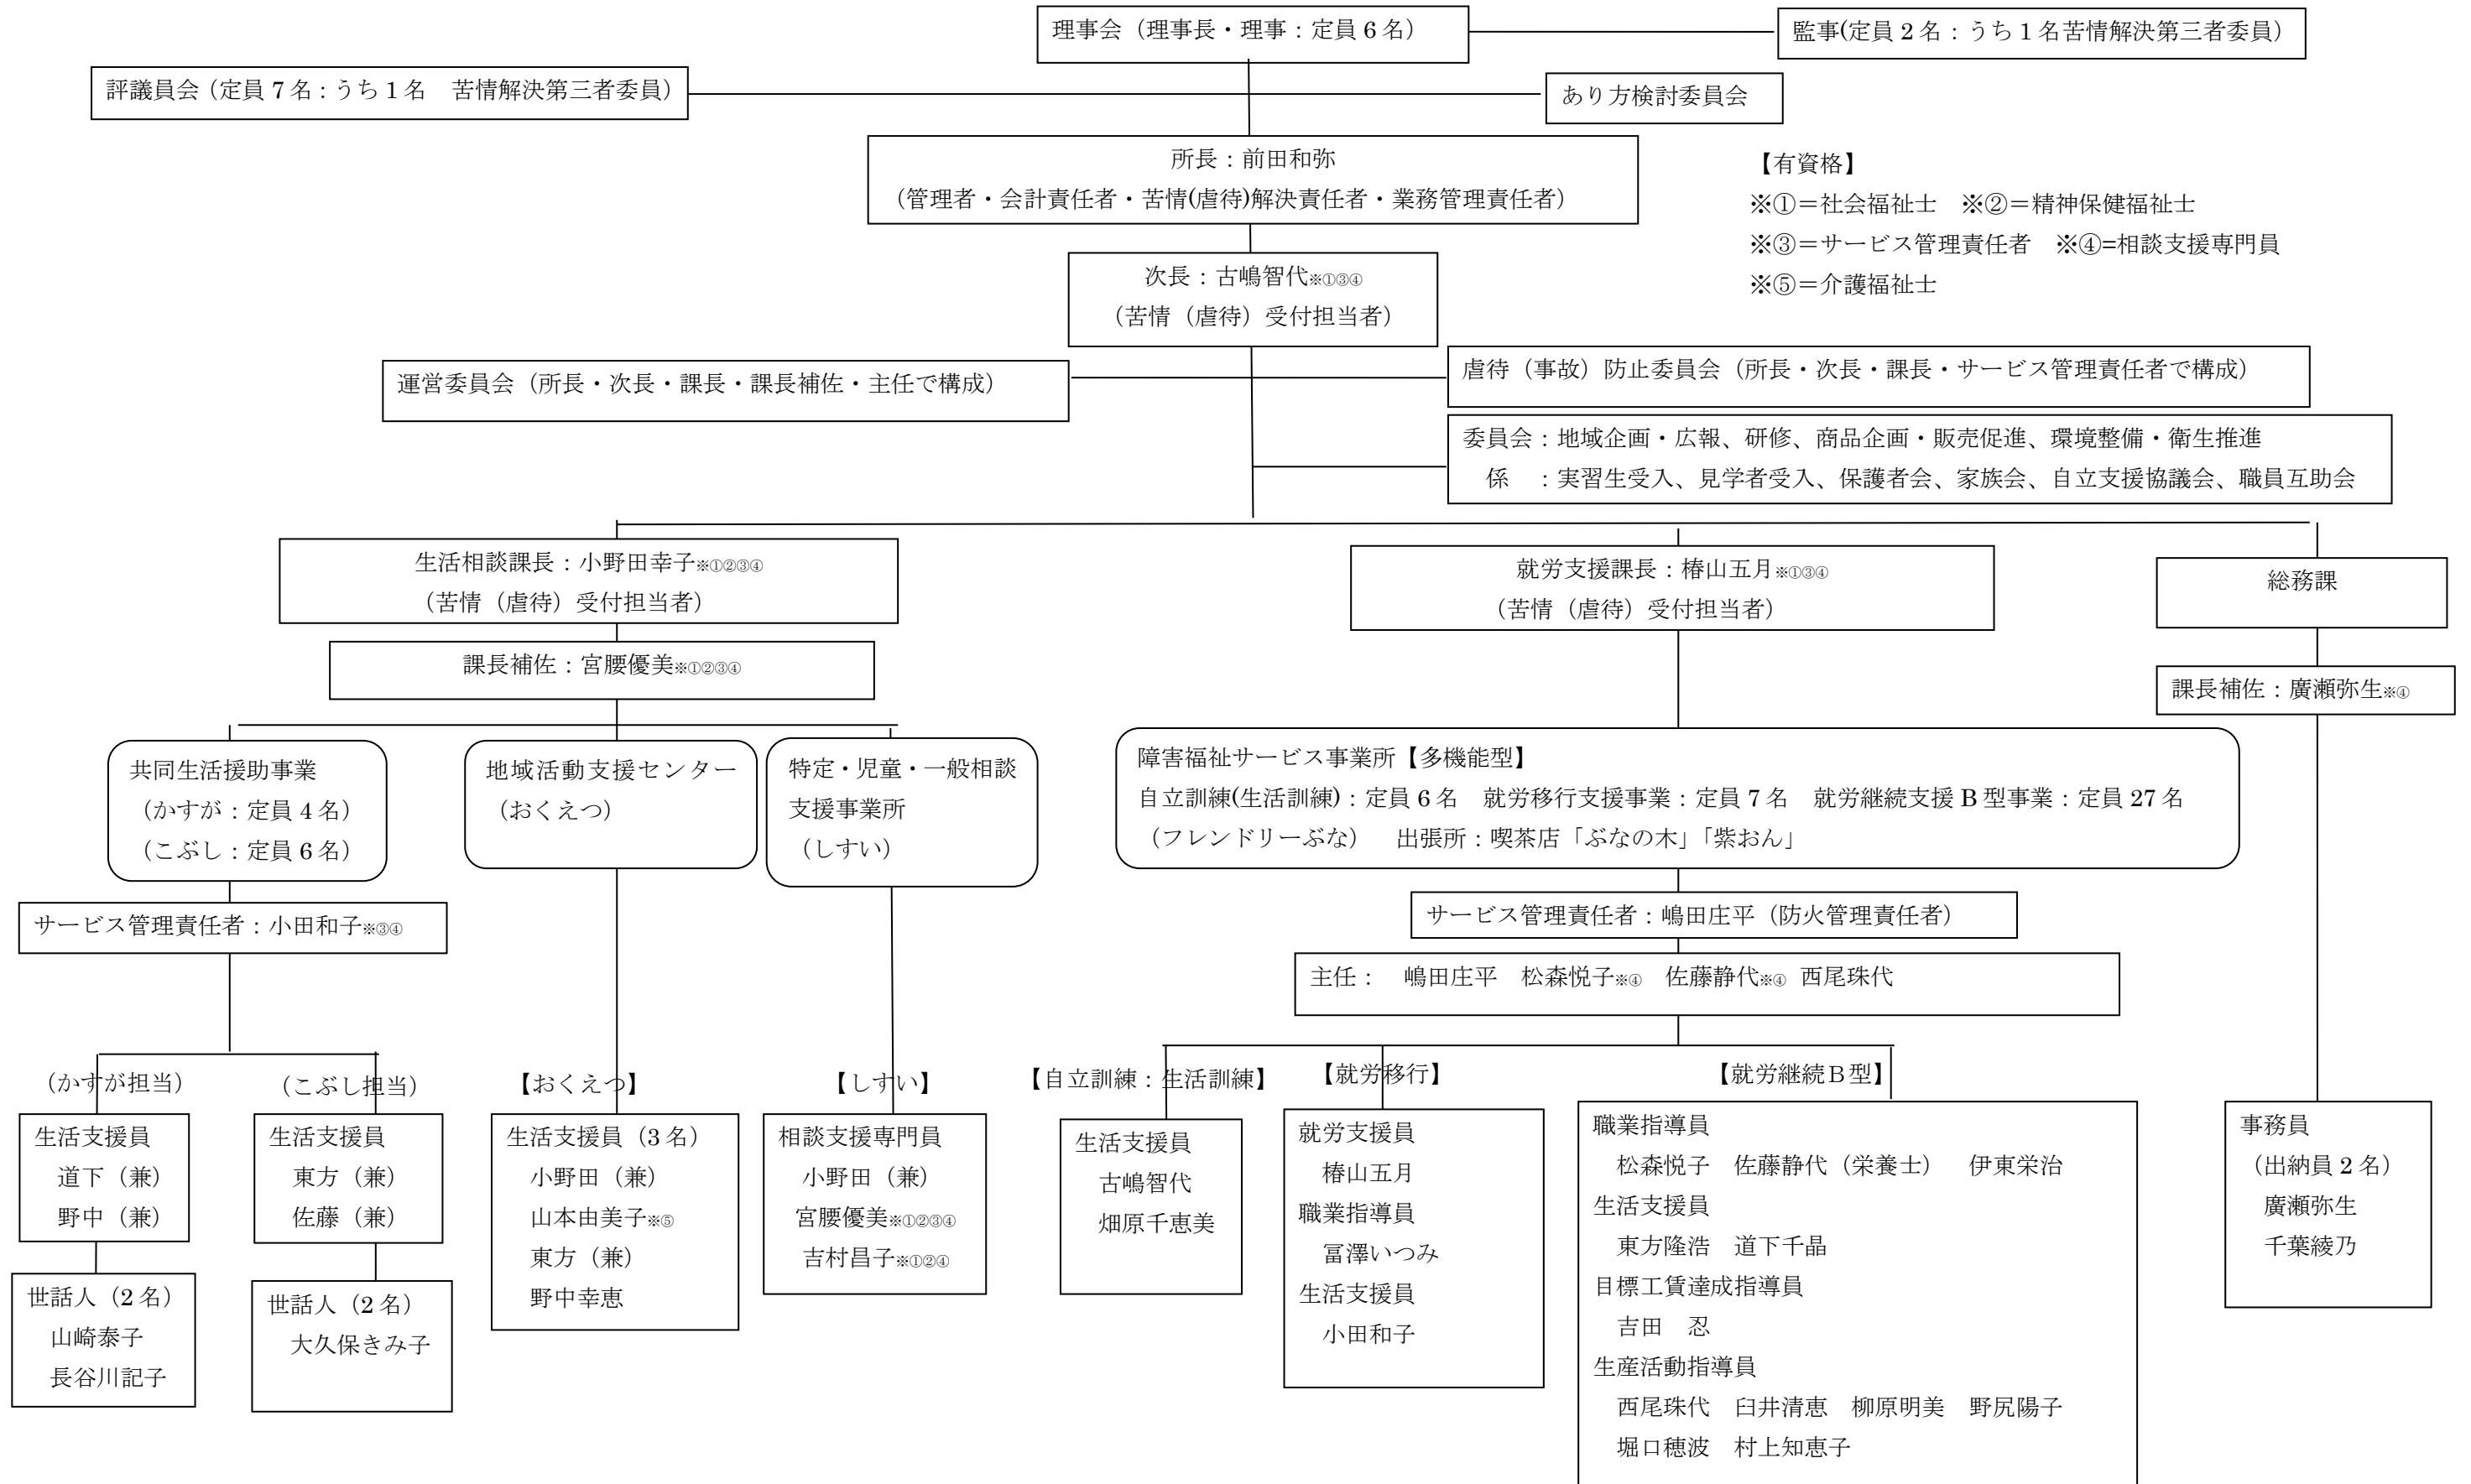 理事会（理事長・理事：定員 6 名）
監事(定員 2 名：うち 1 名苦情解決第三者委員）
評議員会（定員 7 名：うち 1 名　苦情解決第三者委員）
あり方検討委員会
所長：前田和弥
（管理者・会計責任者・苦情(虐待)解決責任者・業務管理責任者）
【有資格】
※①＝社会福祉士　※②＝精神保健福祉士
※③＝サービス管理責任者　※④=相談支援専門員
※⑤＝介護福祉士
次長：古嶋智代※①③④
（苦情（虐待）受付担当者）
運営委員会（所長・次長・課長・課長補佐・主任で構成）
虐待（事故）防止委員会（所長・次長・課長・サービス管理責任者で構成）
委員会：地域企画・広報、研修、商品企画・販売促進、環境整備・衛生推進
係　：実習生受入、見学者受入、保護者会、家族会、自立支援協議会、職員互助会
生活相談課長：小野田幸子※①②③④
（苦情（虐待）受付担当者）
就労支援課長：椿山五月※①③④
（苦情（虐待）受付担当者）
総務課
課長補佐：宮腰優美※①②③④
課長補佐：廣瀬弥生※④
共同生活援助事業
（かすが：定員 4 名）
（こぶし：定員 6 名）
地域活動支援センター
（おくえつ）
特定・児童・一般相談
支援事業所
（しすい）
障害福祉サービス事業所【多機能型】
自立訓練(生活訓練)：定員 6 名　就労移行支援事業：定員 7 名　就労継続支援 B 型事業：定員 27 名
（フレンドリーぶな）　出張所：喫茶店「ぶなの木」「紫おん」
サービス管理責任者：小田和子※③④
サービス管理責任者：嶋田庄平（防火管理責任者）
主任：　嶋田庄平　松森悦子※④　佐藤静代※④ 西尾珠代
（かすが担当）
（こぶし担当）
【おくえつ】
【しすい】
【自立訓練：生活訓練】
【就労移行】
【就労継続Ｂ型】
生活支援員
道下（兼）
野中（兼）
世話人（2 名）
山崎泰子
長谷川記子
生活支援員
東方（兼）
佐藤（兼）
世話人（2 名）
大久保きみ子
生活支援員（3 名）
小野田（兼）
山本由美子※⑤
東方（兼）
野中幸恵
相談支援専門員
小野田（兼）
宮腰優美※①②③④
吉村昌子※①②④
生活支援員
古嶋智代
畑原千恵美
就労支援員
椿山五月
職業指導員
冨澤いつみ
生活支援員
小田和子
職業指導員
松森悦子　佐藤静代（栄養士）　伊東栄治
生活支援員
東方隆浩　道下千晶
目標工賃達成指導員
吉田　忍
生産活動指導員
西尾珠代　臼井清恵　柳原明美　野尻陽子
堀口穂波　村上知恵子
事務員
（出納員 2 名）
廣瀬弥生
千葉綾乃